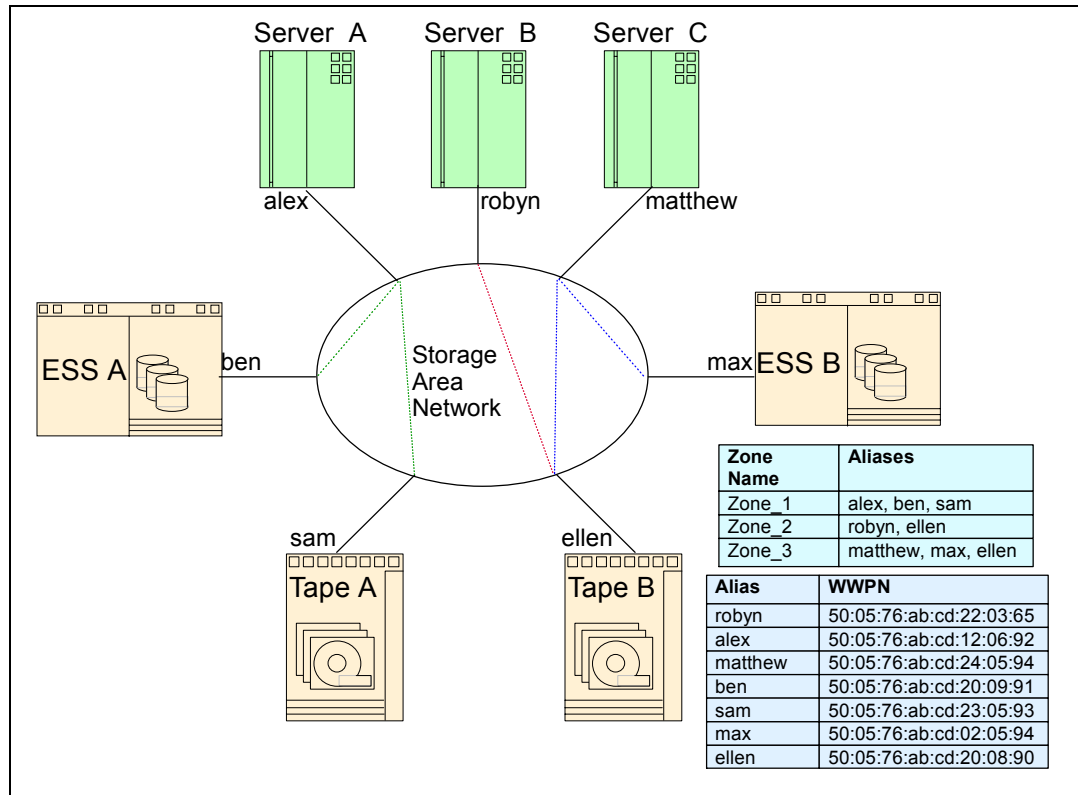 Server A
Server B
Server C
alex
robyn
matthew
ESS A
ben
Storage
Area
Network
max
ESS B
sam
ellen
Tape A
Tape B
Zone
Name
Aliases
Zone_1 alex, ben, sam
Zone_2 robyn, ellen
Zone_3 matthew, max, ellen
Alias WWPN
robyn 50:05:76:ab:cd:22:03:65
alex 50:05:76:ab:cd:12:06:92
matthew 50:05:76:ab:cd:24:05:94
ben 50:05:76:ab:cd:20:09:91
sam 50:05:76:ab:cd:23:05:93
max 50:05:76:ab:cd:02:05:94
ellen 50:05:76:ab:cd:20:08:90